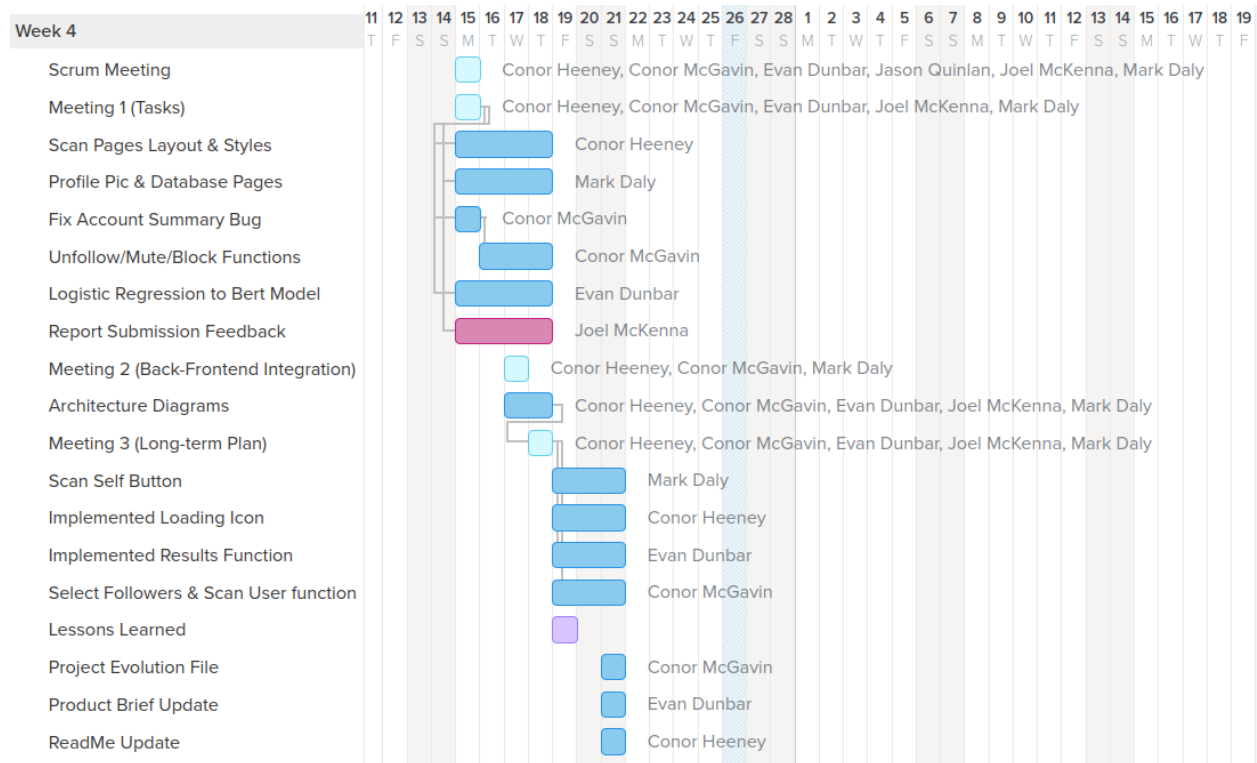 11 12 13 14 15 16 17 18 19 20 21 22 23 24 25 26 27 28 1 2 3 4 5 6 7 8 9 10 11 12 13 14 15 16 17 18 19
Week 4
T F S S M T W T F S S M T W T F S S M T W T F S S M T W T F S S M T W T F
Scrum Meeting Conor Heeney, Conor McGavin, Evan Dunbar, Jason Quinlan, Joel McKenna, Mark Daly
Meeting 1 (Tasks) Conor Heeney, Conor McGavin, Evan Dunbar, Joel McKenna, Mark Daly
Scan Pages Layout & Styles Conor Heeney
Profile Pic & Database Pages Mark Daly
Fix Account Summary Bug Conor McGavin
Unfollow/Mute/Block Functions Conor McGavin
Logistic Regression to Bert Model Evan Dunbar
Report Submission Feedback Joel McKenna
Meeting 2 (Back-Frontend Integration) Conor Heeney, Conor McGavin, Mark Daly
Architecture Diagrams Conor Heeney, Conor McGavin, Evan Dunbar, Joel McKenna, Mark Daly
Meeting 3 (Long-term Plan) Conor Heeney, Conor McGavin, Evan Dunbar, Joel McKenna, Mark Daly
Scan Self Button Mark Daly
Implemented Loading Icon Conor Heeney
Implemented Results Function Evan Dunbar
Select Followers & Scan User function Conor McGavin
Lessons Learned
Project Evolution File Conor McGavin
Product Brief Update Evan Dunbar
ReadMe Update Conor Heeney